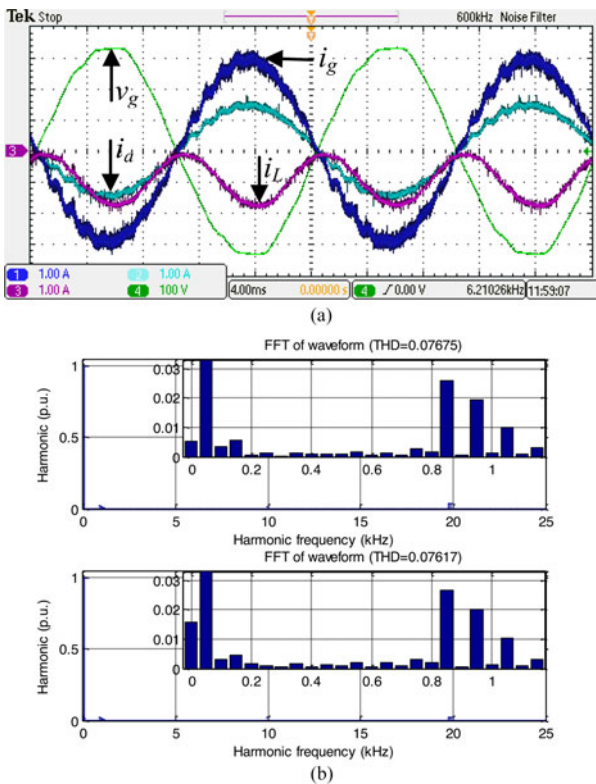 Tek Stop 600kHz Noise Filter
i_g
v_g
3
i_d
i_L
1 1.00 A 2 1.00 A
3 1.00 A 4 100 V
4.00ms 0.00000 s 4 0.00 V 6.21026kHz 11:59:07
(a)
FFT of waveform (THD=0.07675)
Harmonic (p.u.)
1
0.5
0
0.03
0.02
0.01
0
0 0.2 0.4 0.6 0.8 1
0 5 10 15 20 25
Harmonic frequency (kHz)
FFT of waveform (THD=0.07617)
Harmonic (p.u.)
1
0.5
0
0.03
0.02
0.01
0
0 0.2 0.4 0.6 0.8 1
0 5 10 15 20 25
Harmonic frequency (kHz)
(b)